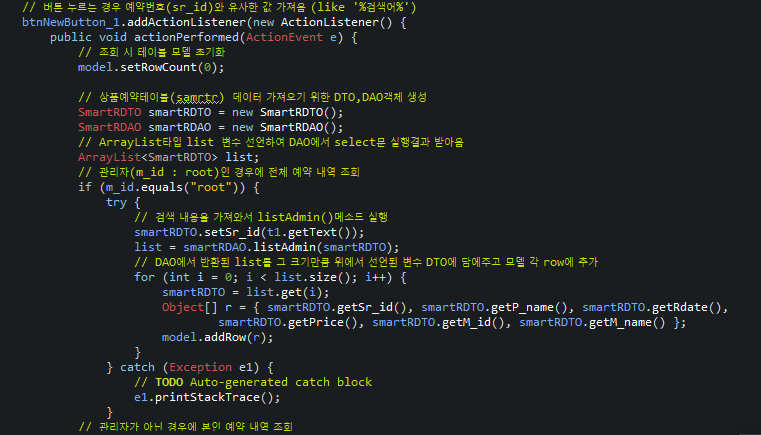 // 버튼 누르는 경우 예약번호(sr_id)와 유사한 값 가져옴 (like '%검색어%')
btnNewButton_1.addActionListener(new ActionListener() {
    public void actionPerformed(ActionEvent e) {
        // 조회 시 테이블 모델 초기화
        model.setRowCount(0);

        // 상품예약테이블(samrtr) 데이터 가져오기 위한 DTO,DAO객체 생성
        SmartRDTO smartRDTO = new SmartRDTO();
        SmartRDAO smartRDAO = new SmartRDAO();
        // ArrayList타입 list 변수 선언하여 DAO에서 select문 실행결과 받아옴
        ArrayList<SmartRDTO> list;
        // 관리자(m_id : root)인 경우에 전체 예약 내역 조회
        if (m_id.equals("root")) {
            try {
                // 검색 내용을 가져와서 listAdmin()메소드 실행
                smartRDTO.setSr_id(t1.getText());
                list = smartRDAO.listAdmin(smartRDTO);
                // DAO에서 반환된 list를 그 크기만큼 위에서 선언된 변수 DTO에 담에주고 모델 각 row에 추가
                for (int i = 0; i < list.size(); i++) {
                    smartRDTO = list.get(i);
                    Object[] r = { smartRDTO.getSr_id(), smartRDTO.getP_name(), smartRDTO.getRdate(),
                            smartRDTO.getPrice(), smartRDTO.getM_id(), smartRDTO.getM_name() };
                    model.addRow(r);
                }
            } catch (Exception e1) {
                // TODO Auto-generated catch block
                e1.printStackTrace();
            }
        // 관리자가 아닌 경우에 본인 예약 내역 조회